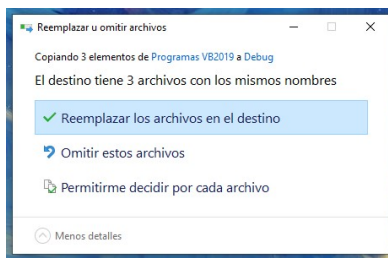 Reemplazar u omitir archivos
Copiando 3 elementos de Programas VB2019 a Debug
El destino tiene 3 archivos con los mismos nombres
Reemplazar los archivos en el destino
Omitir estos archivos
Permitirme decidir por cada archivo
Menos detalles